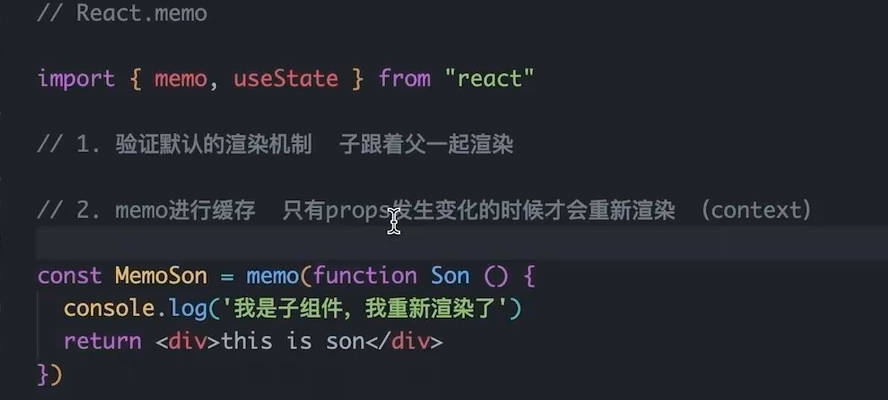 // React.memo
import { memo, useState } from "react"
// 1. 验证默认的渲染机制  子跟着父一起渲染
// 2. memo进行缓存  只有props发生变化的时候才会重新渲染 （context）
const MemoSon = memo(function Son () {
  console.log('我是子组件，我重新渲染了')
  return <div>this is son</div>
})